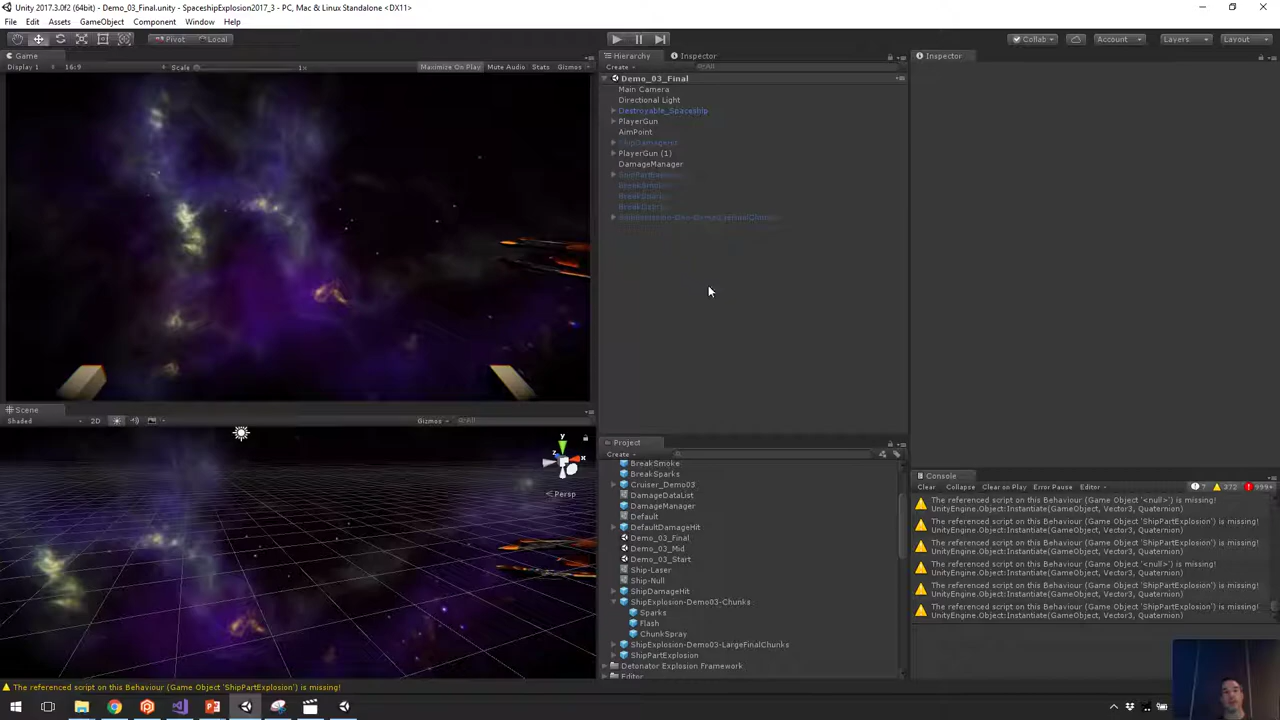 Unity 2017.3.0f2 (64bit) - Demo_03_Final.unity - SpaceshipExplosion2017_3 - PC, Mac & Linux Standalone <DX11>
File Edit Assets GameObject Component Window Help
Pivot Local
Collab Account Layers Layout
Game
Display 1 16:9 Scale 1x Maximize On Play Mute Audio Stats Gizmos
Hierarchy Inspector
Create All
Demo_03_Final
Main Camera
Directional Light
Destroyable_Spaceship
PlayerGun
AimPoint
ShipDamageHit
PlayerGun (1)
DamageManager
Inspector
Scene
Shaded 2D Gizmos All
y
x
z
Persp
Project
Create
BreakSmoke
BreakSparks
Cruiser_Demo03
DamageDataList
DamageManager
Default
DefaultDamageHit
Demo_03_Final
Demo_03_Mid
Demo_03_Start
Ship-Laser
Ship-Null
ShipDamageHit
ShipExplosion-Demo03-Chunks
Sparks
Flash
ChunkSpray
ShipExplosion-Demo03-LargeFinalChunks
ShipPartExplosion
Detonator Explosion Framework
Editor
Console
Clear Collapse Clear on Play Error Pause Editor 372 999+
The referenced script on this Behaviour (Game Object '<null>') is missing!
UnityEngine.Object:Instantiate(GameObject, Vector3, Quaternion)
The referenced script on this Behaviour (Game Object 'ShipPartExplosion') is missing!
UnityEngine.Object:Instantiate(GameObject, Vector3, Quaternion)
The referenced script on this Behaviour (Game Object 'ShipPartExplosion') is missing!
UnityEngine.Object:Instantiate(GameObject, Vector3, Quaternion)
The referenced script on this Behaviour (Game Object '<null>') is missing!
UnityEngine.Object:Instantiate(GameObject, Vector3, Quaternion)
The referenced script on this Behaviour (Game Object 'ShipPartExplosion') is missing!
UnityEngine.Object:Instantiate(GameObject, Vector3, Quaternion)
The referenced script on this Behaviour (Game Object 'ShipPartExplosion') is missing!
UnityEngine.Object:Instantiate(GameObject, Vector3, Quaternion)
The referenced script on this Behaviour (Game Object 'ShipPartExplosion') is missing!